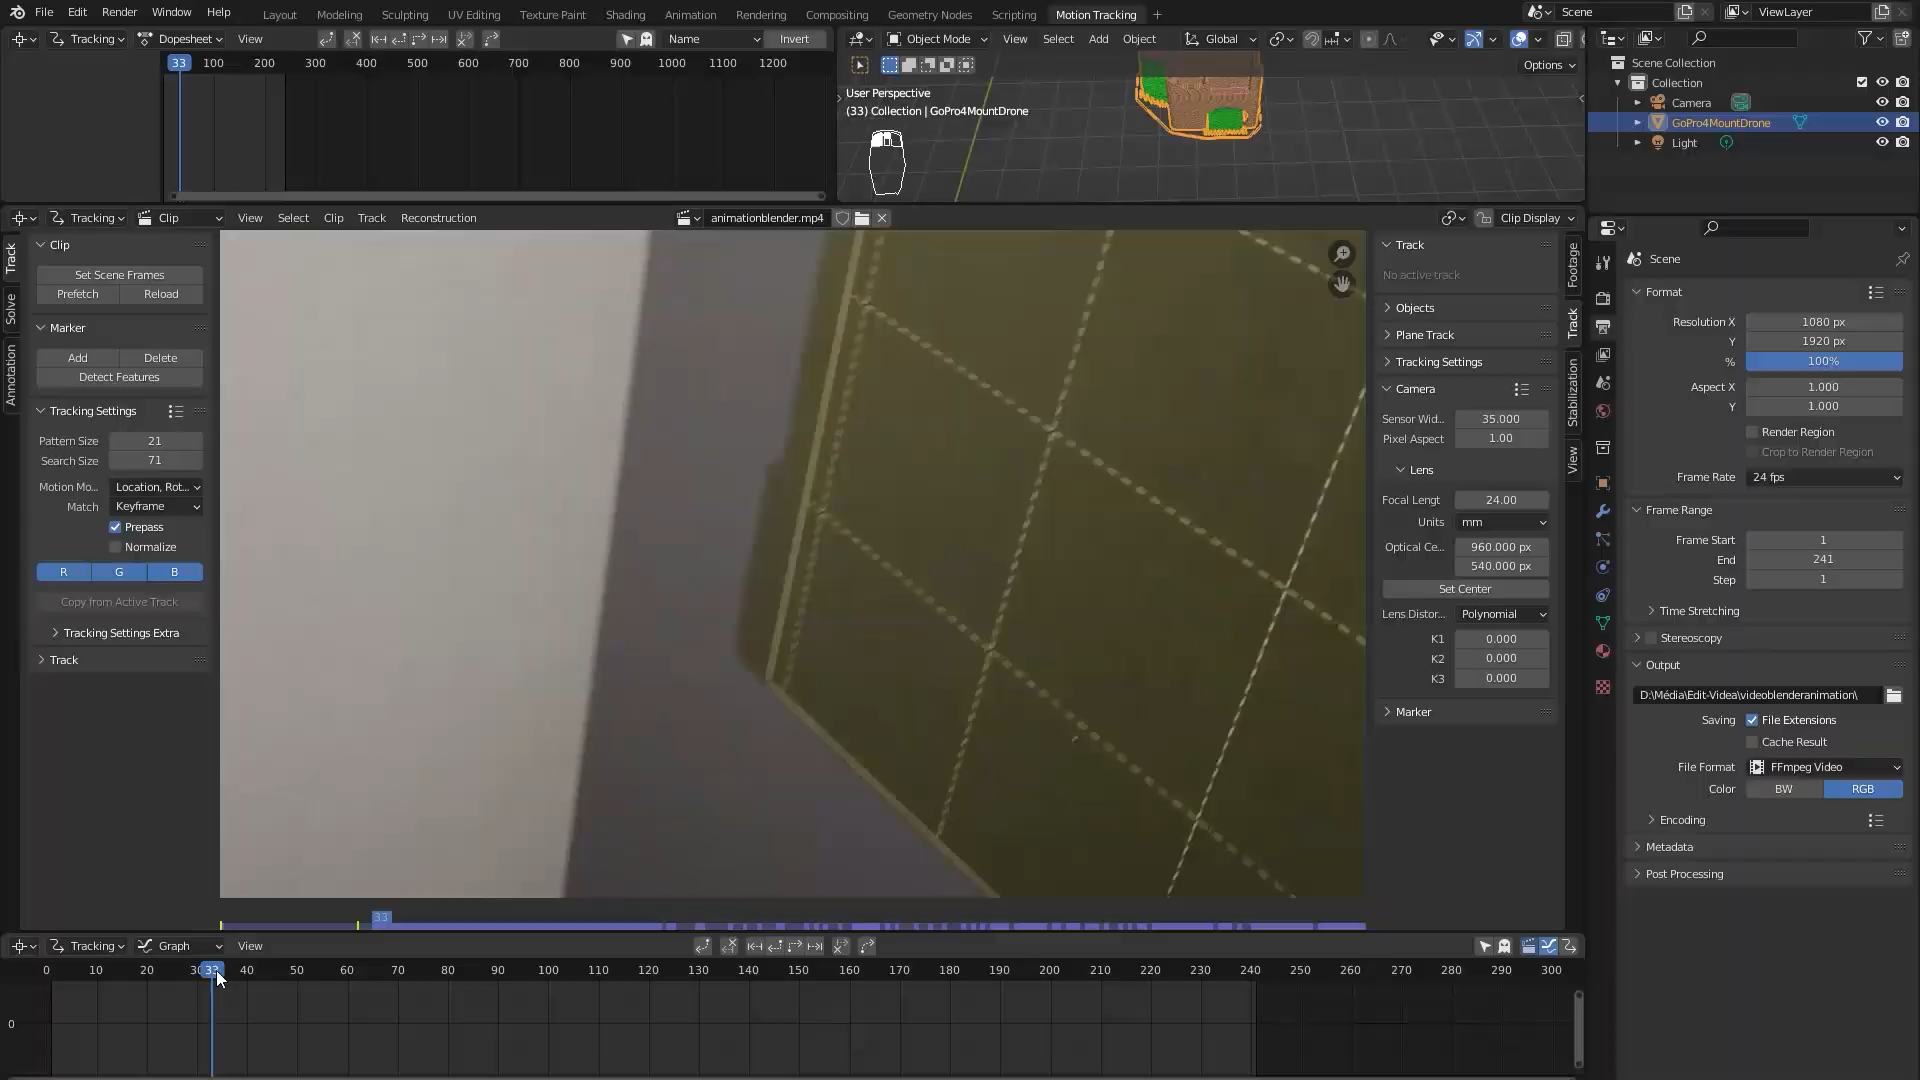 File Edit Render Window Help
Layout Modeling Sculpting UV Editing Texture Paint Shading Animation Rendering Compositing Geometry Nodes Scripting Motion Tracking +
Scene
ViewLayer
Tracking Dopesheet View
Name
Invert
Object Mode View Select Add Object
Global
33 100 200 300 400 500 600 700 800 900 1000 1100 1200
Options
User Perspective
(33) Collection | GoPro4MountDrone
Scene Collection
Collection
Camera
GoPro4MountDrone
Light
Tracking Clip View Select Clip Track Reconstruction
animationblender.mp4
Clip Display
Track
Solve
Annotation
Clip
Set Scene Frames
Prefetch Reload
Marker
Add Delete
Detect Features
Tracking Settings
Pattern Size 21
Search Size 71
Motion Mo... Location, Rot...
Match Keyframe
Prepass
Normalize
R G B
Copy from Active Track
Tracking Settings Extra
Track
Track
No active track
Objects
Plane Track
Tracking Settings
Camera
Sensor Wid... 35.000
Pixel Aspect 1.00
Lens
Focal Lengt 24.00
Units mm
Optical Ce... 960.000 px
540.000 px
Set Center
Lens Distor... Polynomial
K1 0.000
K2 0.000
K3 0.000
Marker
Footage
Track
Stabilization
View
Scene
Format
Resolution X 1080 px
Y 1920 px
% 100%
Aspect X 1.000
Y 1.000
Render Region
Crop to Render Region
Frame Rate 24 fps
Frame Range
Frame Start 1
End 241
Step 1
Time Stretching
Stereoscopy
Output
D:\Média\Edit-Videa\videoblenderanimation\
Saving File Extensions
Cache Result
File Format FFmpeg Video
Color BW RGB
Encoding
Metadata
Post Processing
33
Tracking Graph View
0 10 20 30 33 40 50 60 70 80 90 100 110 120 130 140 150 160 170 180 190 200 210 220 230 240 250 260 270 280 290 300
0